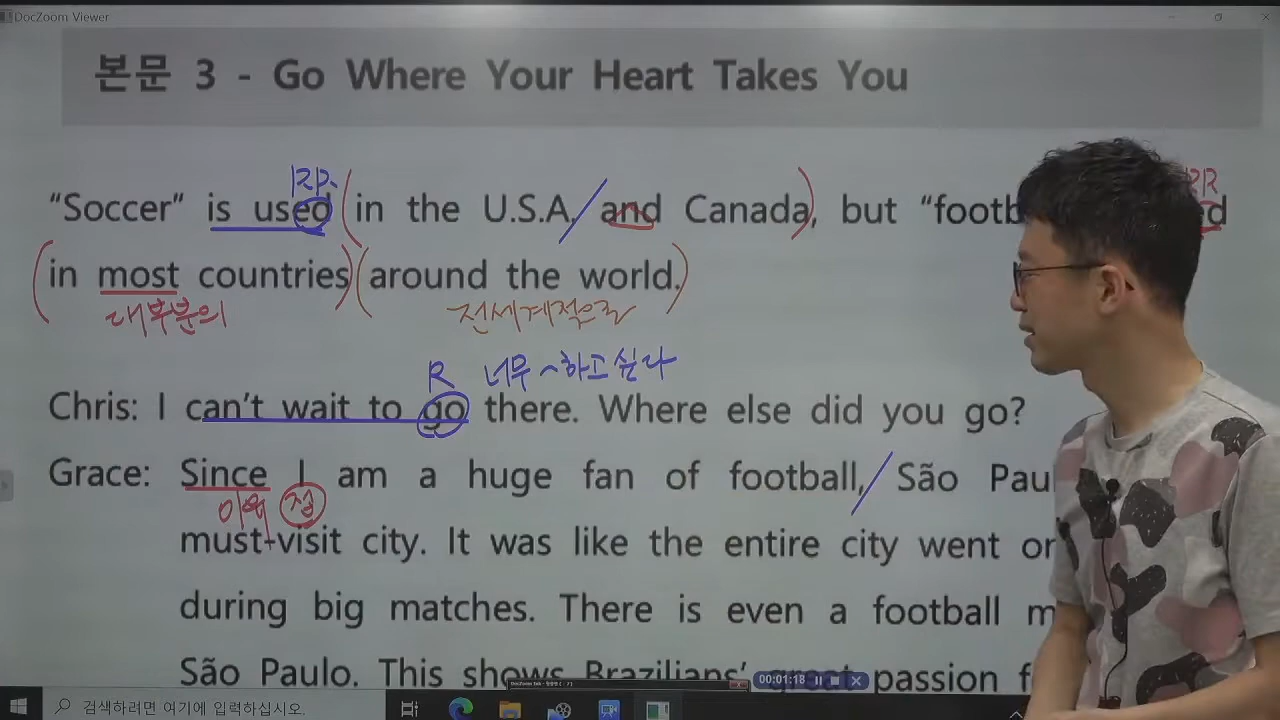 DocZoom Viewer
본문 3 - Go Where Your Heart Takes You
P.P.
"Soccer" is used in the U.S.A, and Canada, but "footb
in most countries around the world.
대부분의 전세계적으로
R 너무 ~하고 싶다
Chris: I can't wait to go there. Where else did you go?
Grace: Since I am a huge fan of football, São Pau
이유 접
must-visit city. It was like the entire city went on
during big matches. There is even a football m
São Paulo. This shows Brazilians' great passion f
00:01:18
검색하려면 여기에 입력하십시오.